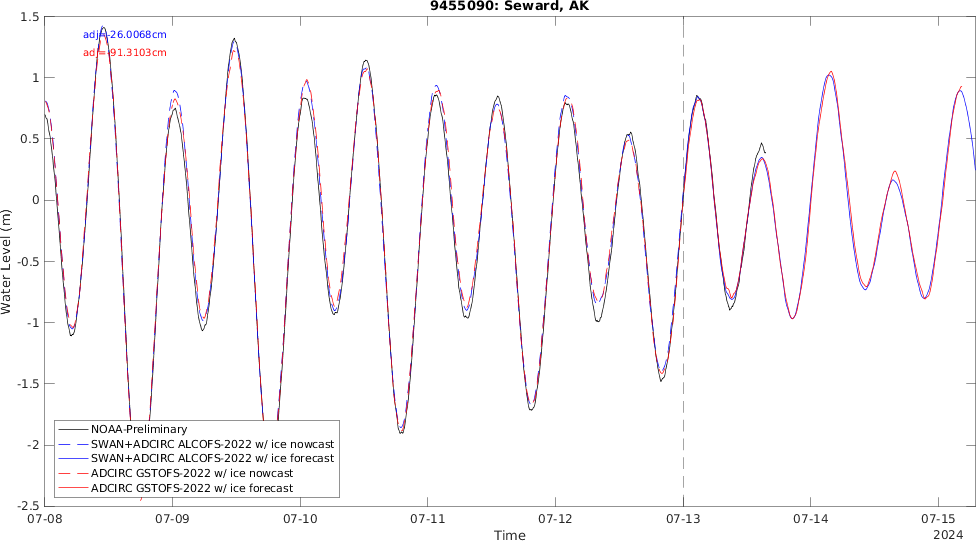 9455090: Seward, AK
adj=-26.0068cm
adj=-91.3103cm
1.5
1
0.5
0
-0.5
-1
-1.5
-2
-2.5
Water Level (m)
NOAA-Preliminary
SWAN+ADCIRC ALCOFS-2022 w/ ice nowcast
SWAN+ADCIRC ALCOFS-2022 w/ ice forecast
ADCIRC GSTOFS-2022 w/ ice nowcast
ADCIRC GSTOFS-2022 w/ ice forecast
07-08 07-09 07-10 07-11 07-12 07-13 07-14 07-15
Time
2024